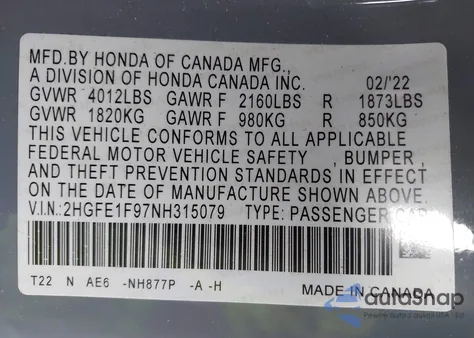 MFD.BY HONDA OF CANADA MFG.,
A DIVISION OF HONDA CANADA INC. 02/'22
GVWR 4012LBS GAWR F 2160LBS R 1873LBS
GVWR 1820KG GAWR F 980KG R 850KG
THIS VEHICLE CONFORMS TO ALL APPLICABLE
FEDERAL MOTOR VEHICLE SAFETY , BUMPER ,
AND THEFT PREVENTION STANDARDS IN EFFECT
ON THE DATE OF MANUFACTURE SHOWN ABOVE.
V.I.N.:2HGFE1F97NH315079 TYPE: PASSENGER CAR
T22 N AE6 -NH877P -A -H MADE IN CANADA
autoSnap